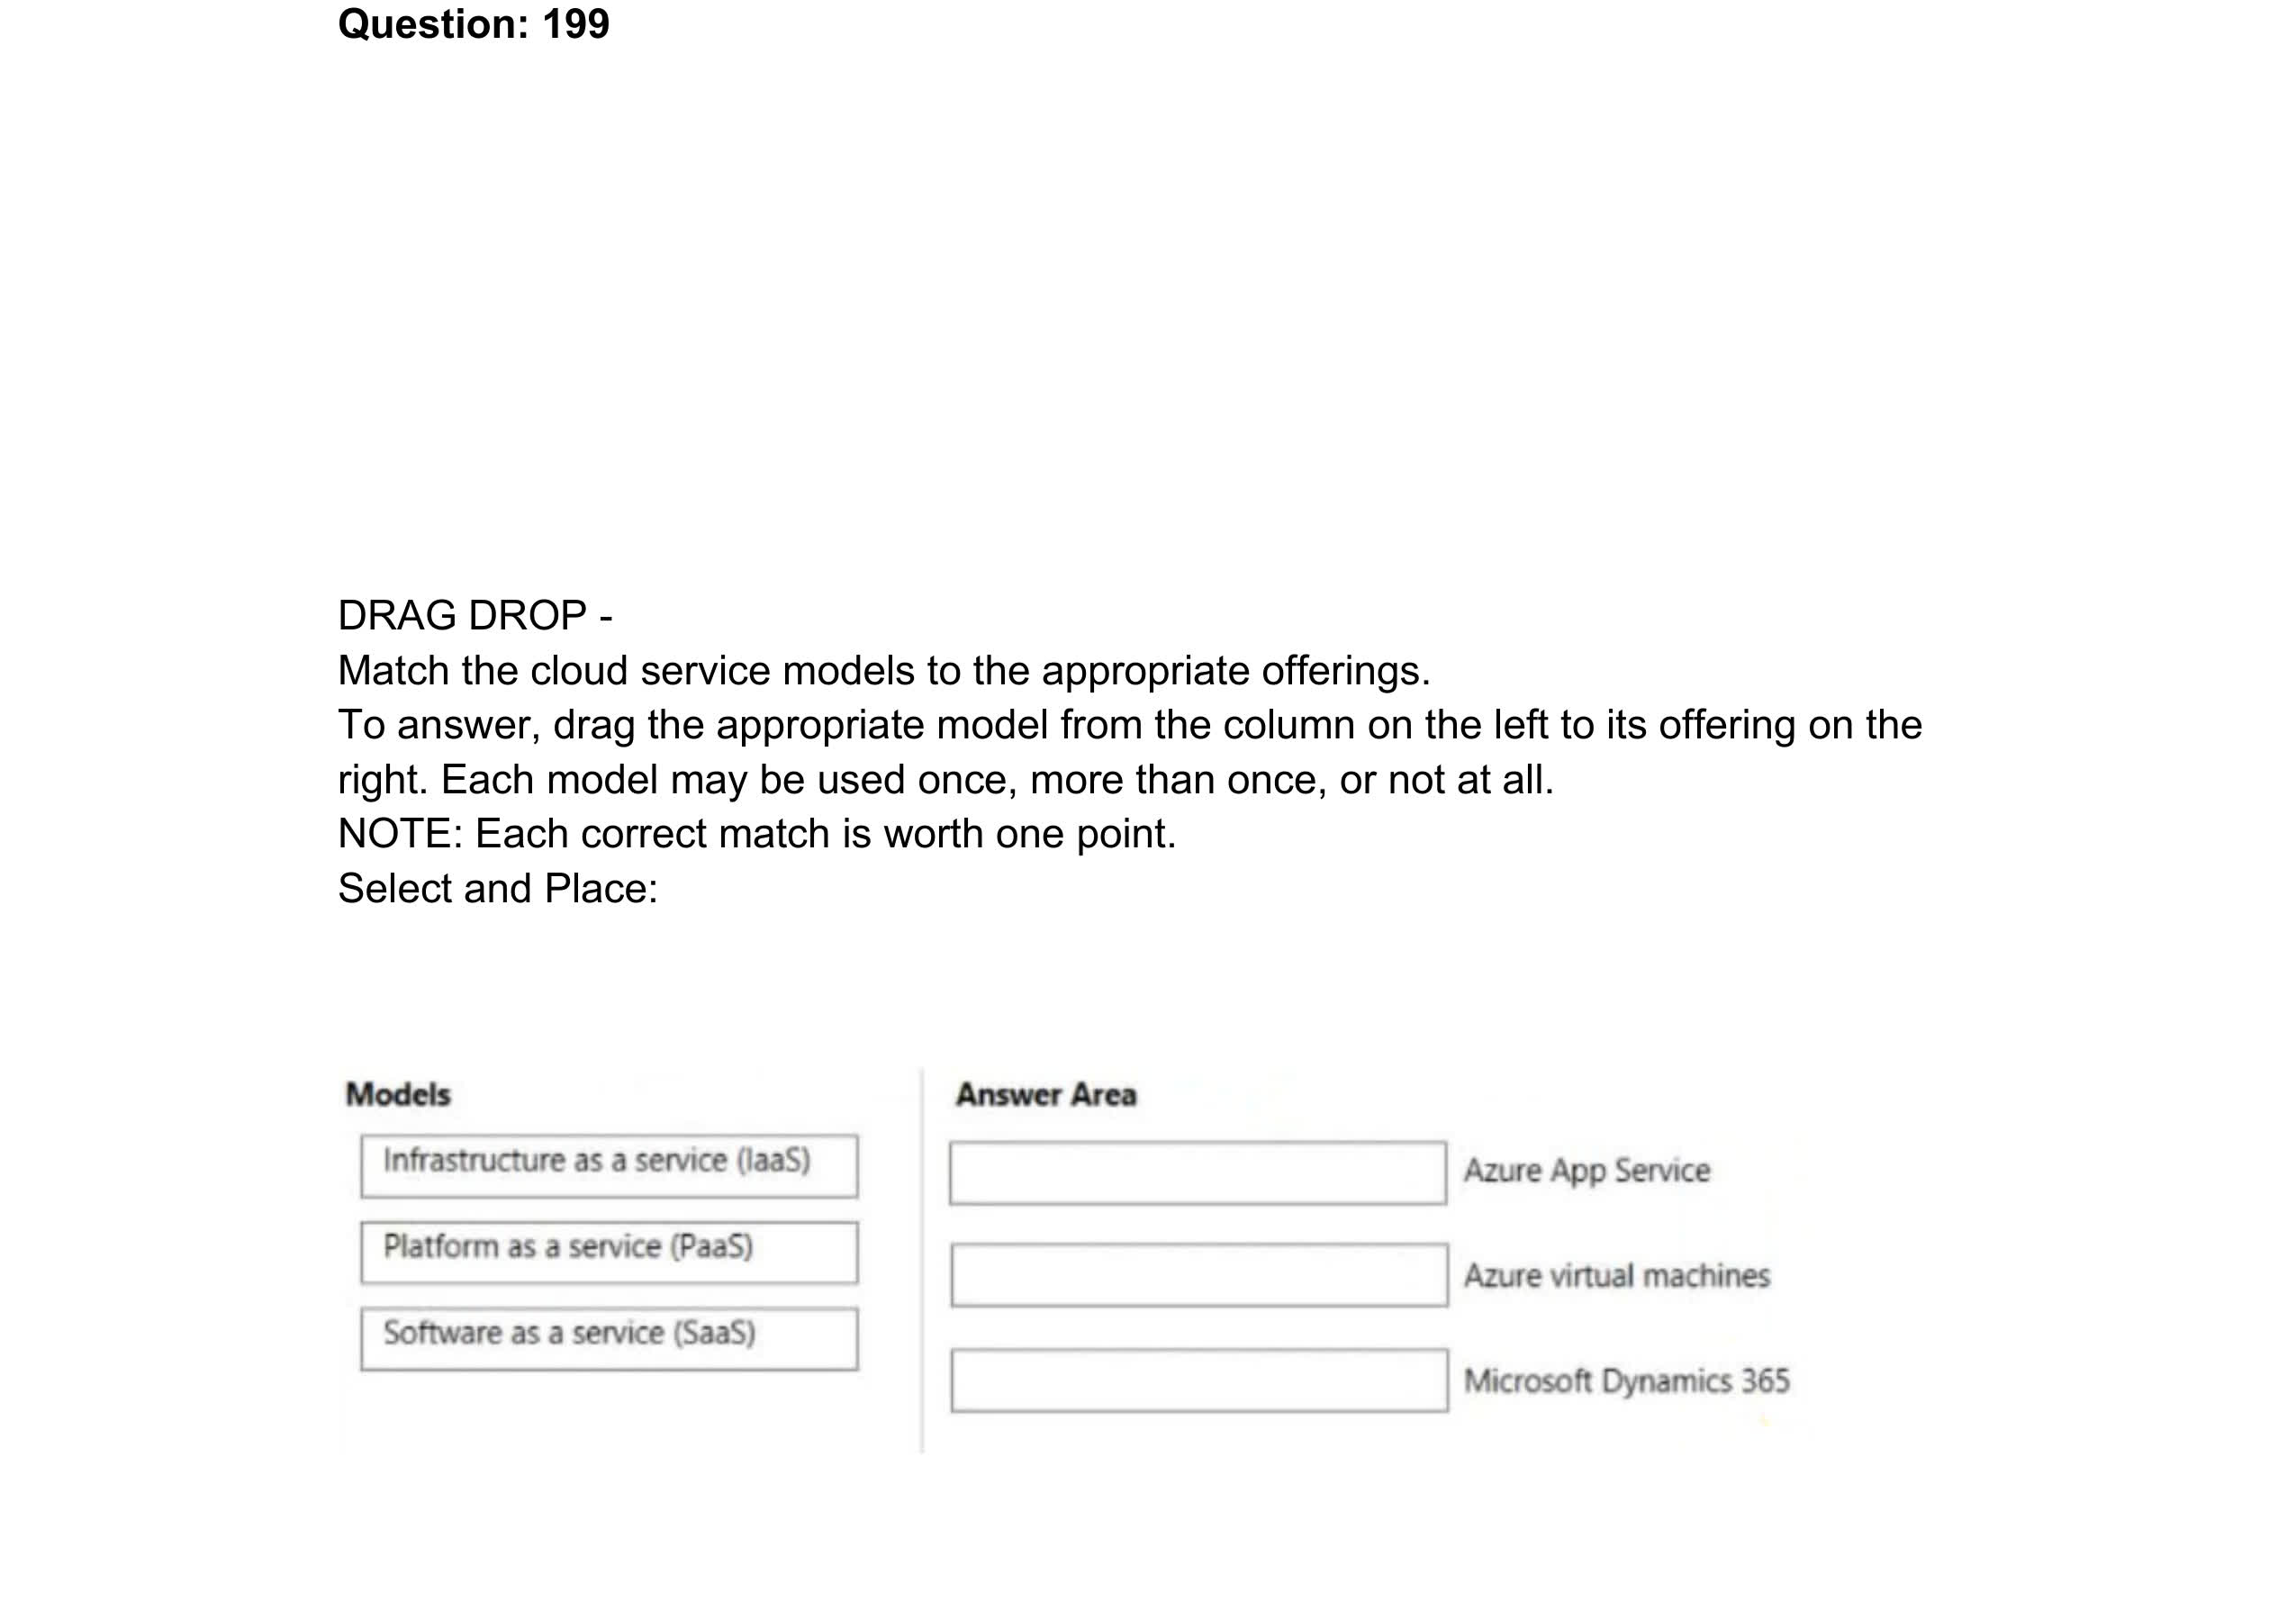 Question: 199
DRAG DROP -
Match the cloud service models to the appropriate offerings.
To answer, drag the appropriate model from the column on the left to its offering on the
right. Each model may be used once, more than once, or not at all.
NOTE: Each correct match is worth one point.
Select and Place:
Models
Infrastructure as a service (IaaS)
Platform as a service (PaaS)
Software as a service (SaaS)
Answer Area
Azure App Service
Azure virtual machines
Microsoft Dynamics 365